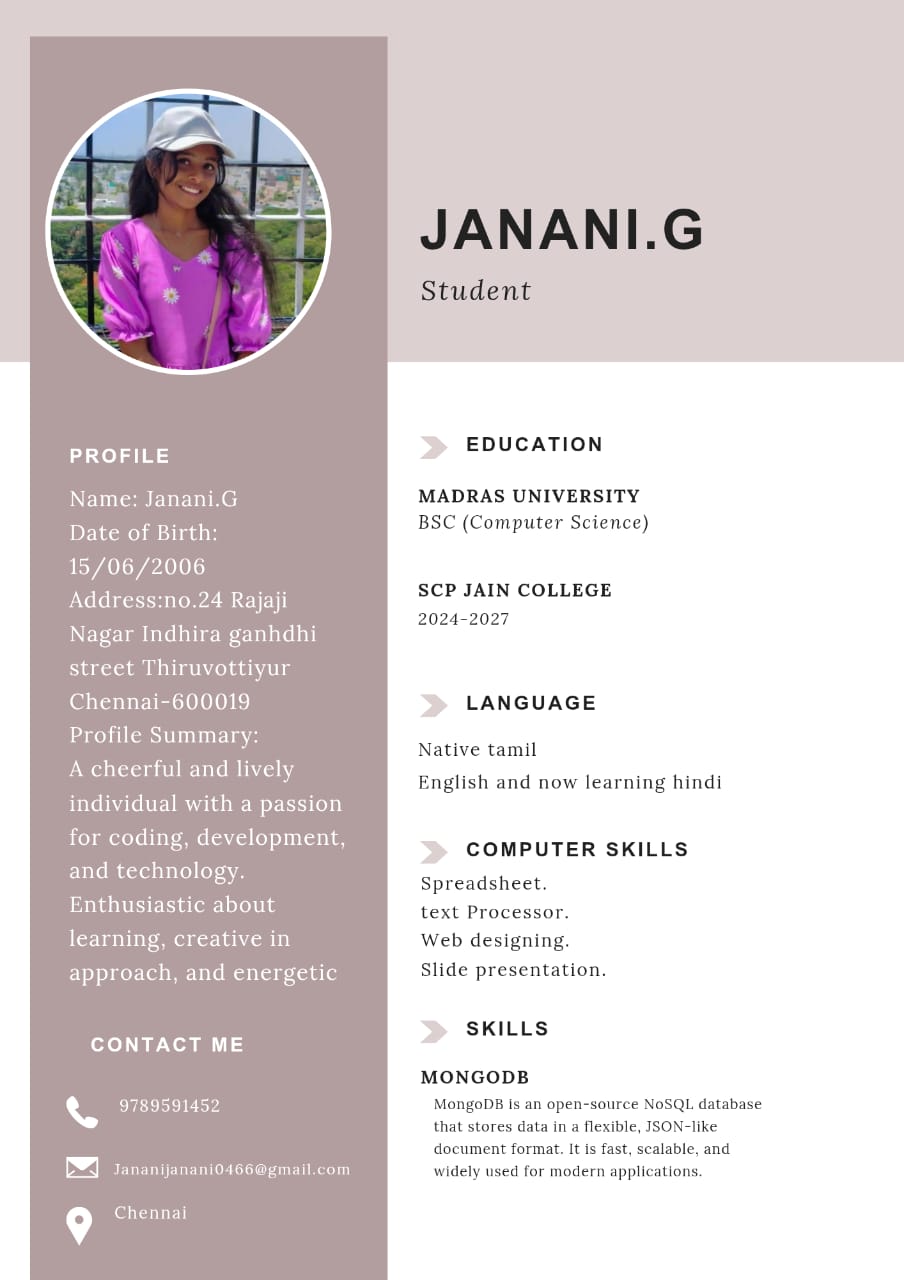 JANANI.G
Student
PROFILE
Name: Janani.G
Date of Birth:
15/06/2006
Address:no.24 Rajaji
Nagar Indhira ganhdhi
street Thiruvottiyur
Chennai-600019
Profile Summary:
A cheerful and lively
individual with a passion
for coding, development,
and technology.
Enthusiastic about
learning, creative in
approach, and energetic
CONTACT ME
9789591452
Jananijanani0466@gmail.com
Chennai
EDUCATION
MADRAS UNIVERSITY
BSC (Computer Science)
SCP JAIN COLLEGE
2024-2027
LANGUAGE
Native tamil
English and now learning hindi
COMPUTER SKILLS
Spreadsheet.
text Processor.
Web designing.
Slide presentation.
SKILLS
MONGODB
MongoDB is an open-source NoSQL database
that stores data in a flexible, JSON-like
document format. It is fast, scalable, and
widely used for modern applications.